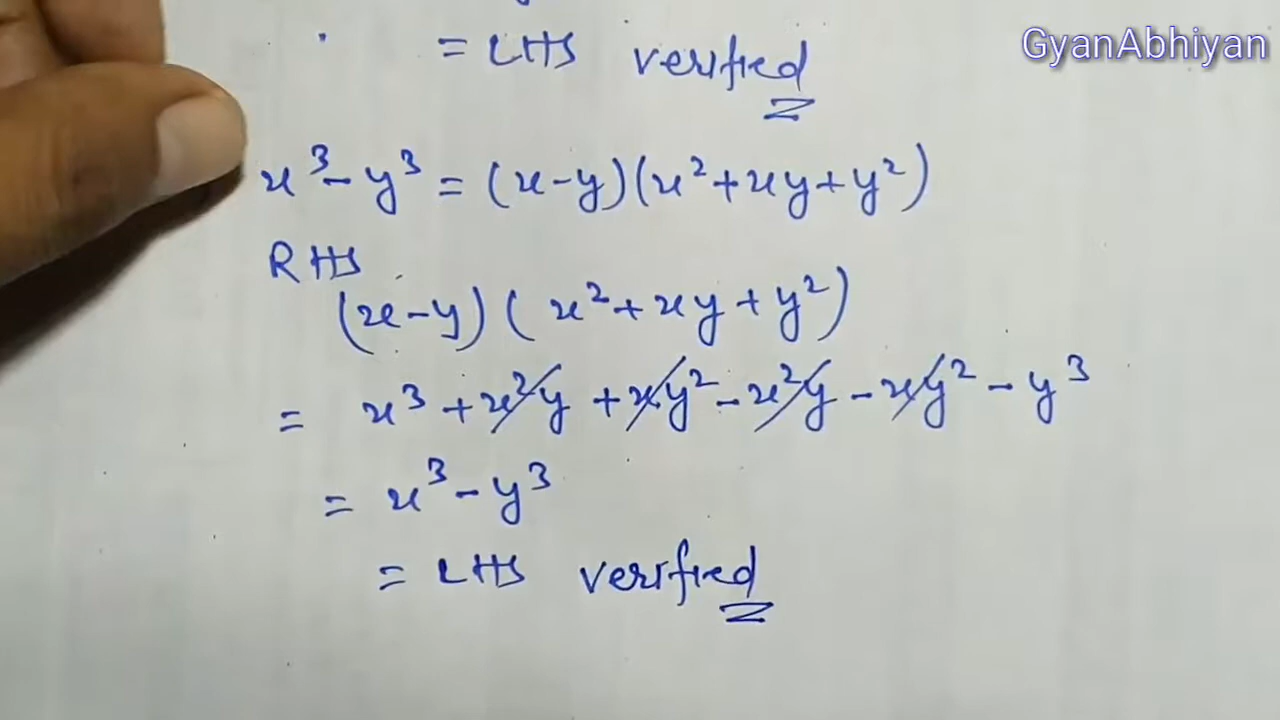 = LHS verified
GyanAbhiyan
x³ - y³ = (x-y)(x² + xy + y²)
RHS
(x-y) (x² + xy + y²)
= x³ + x²y + xy² - x²y - xy² - y³
= x³ - y³
= LHS verified